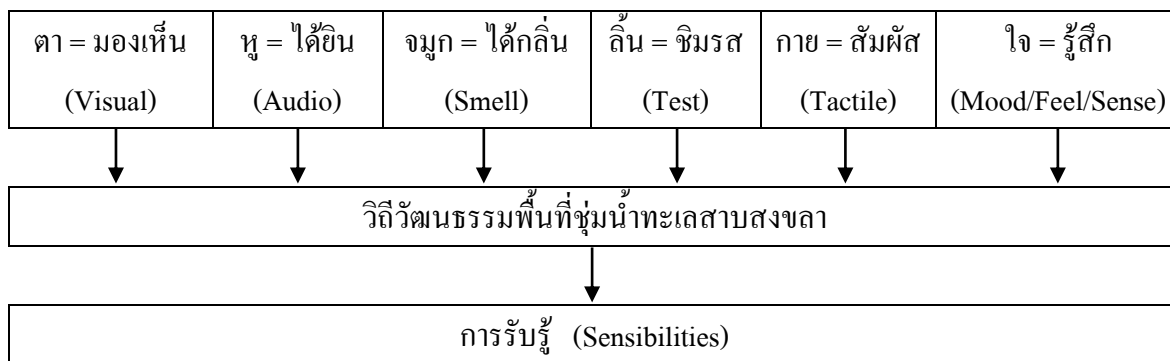 ตา = มองเห็น
(Visual)
หู = ได้ยิน
(Audio)
จมูก = ได้กลิ่น
(Smell)
ลิ้น = ชิมรส
(Test)
กาย = สัมผัส
(Tactile)
ใจ = รู้สึก
(Mood/Feel/Sense)
วิถีวัฒนธรรมพื้นที่ชุ่มน้ำทะเลสาบสงขลา
การรับรู้ (Sensibilities)